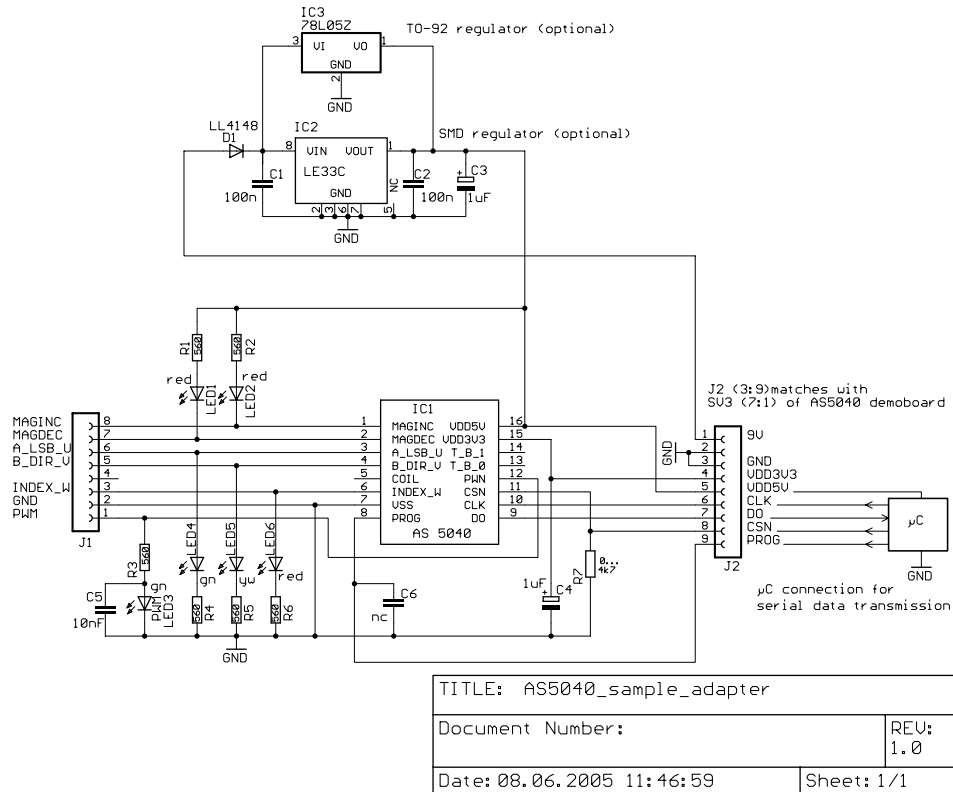 IC3
78L05Z
3 VI VO 1
GND
2
GND
TO-92 regulator (optional)
LL4148
D1
IC2
8 VIN VOUT 1
LE33C
GND
2 3 6 7 5 NC
GND
C1
100n
C2
100n
C3
+
1uF
SMD regulator (optional)
R1
560
R2
560
red
LED1
red
LED2
J2 (3:9)matches with
SV3 (7:1) of AS5040 demoboard
MAGINC 8
MAGDEC 7
A_LSB_U 6
B_DIR_V 5
4
INDEX_W 3
GND 2
PWM 1
J1
IC1
1 MAGINC VDD5V 16
2 MAGDEC VDD3V3 15
3 A_LSB_U T_B_1 14
4 B_DIR_V T_B_0 13
5 COIL PWN 12
6 INDEX_W CSN 11
7 VSS CLK 10
8 PROG DO 9
AS 5040
GND
1 9V
2
3 GND
4 VDD3V3
5 VDD5V
6 CLK
7 DO
8 CSN
9 PROG
J2
µC
GND
µC connection for
serial data transmission
R3
560
C5
10nF
gn
PWM
LED3
LED4
gn
R4
560
LED5
yw
R5
560
LED6
red
R6
560
GND
C6
nc
1uF
+
C4
R7
0...
4k7
TITLE: AS5040_sample_adapter
Document Number:
REV:
1.0
Date: 08.06.2005 11:46:59
Sheet: 1/1